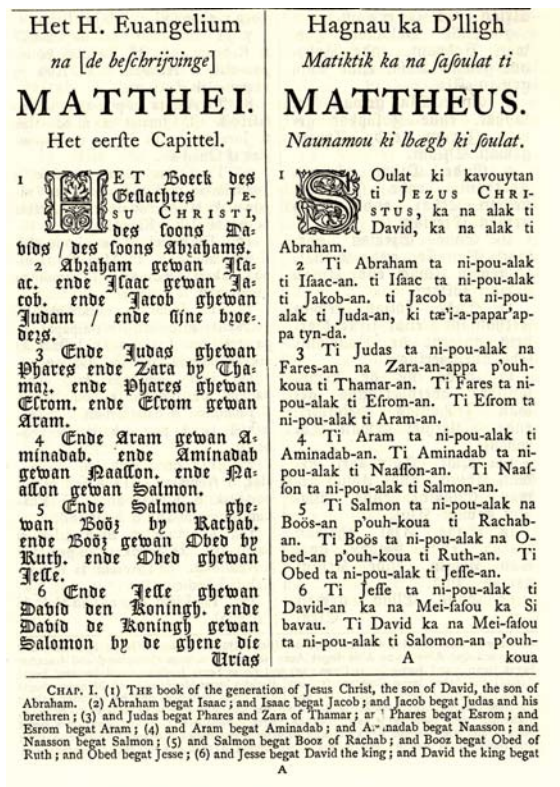 Het H. Euangelium
na [de beſchrijvinge]
MATTHEI.
Het eerſte Capittel.
1 HET Boeck des
Geſlachtes JE-
SU CHRISTI,
des ſoons Da-
vids / des ſoons Abrahams.
2 Abraham gewan Iſa-
ac. ende Iſaac gewan Ja-
cob. ende Jacob ghewan
Judam / ende ſijne broe-
ders.
3 Ende Judas ghewan
Phares ende Zara by Tha-
mar. ende Phares ghewan
Eſrom. ende Eſrom gewan
Aram.
4 Ende Aram gewan A-
minadab. ende Aminadab
gewan Naaſſon. ende Na-
aſſon gewan Salmon.
5 Ende Salmon ghe-
wan Boöz by Rachab.
ende Boöz gewan Obed by
Ruth. ende Obed ghewan
Jeſſe.
6 Ende Jeſſe ghewan
David den Koningh. ende
David de Koningh gewan
Salomon by de ghene die
Urias
Hagnau ka D'lligh
Matiktik ka na ſaſoulat ti
MATTHEUS.
Naunamou ki lhægh ki ſoulat.
1 SOulat ki kavouytan
ti JEZUS CHRI-
STUS, ka na alak ti
David, ka na alak ti
Abraham.
2 Ti Abraham ta ni-pou-alak
ti Iſaac-an. ti Iſaac ta ni-pou-alak
ti Jakob-an. ti Jacob ta ni-pou-
alak ti Juda-an, ki tæ'i-a-papar'ap-
pa tyn-da.
3 Ti Judas ta ni-pou-alak na
Fares-an na Zara-an-appa p'ouh-
koua ti Thamar-an. Ti Fares ta ni-
pou-alak ti Eſrom-an. Ti Eſrom ta
ni-pou-alak ti Aram-an.
4 Ti Aram ta ni-pou-alak ti
Aminadab-an. Ti Aminadab ta ni-
pou-alak ti Naaſſon-an. Ti Naaſ-
ſon ta ni-pou-alak ti Salmon-an.
5 Ti Salmon ta ni-pou-alak na
Boös-an p'ouh-koua ti Rachab-
an. Ti Boös ta ni-pou-alak na O-
bed-an p'ouh-koua ti Ruth-an. Ti
Obed ta ni-pou-alak ti Jeſſe-an.
6 Ti Jeſſe ta ni-pou-alak ti
David-an ka na Mei-ſaſou ka Si
bavau. Ti David ka na Mei-ſaſou
ta ni-pou-alak ti Salomon-an p'ouh-
A koua
CHAP. I. (1) THE book of the generation of Jesus Christ, the son of David, the son of
Abraham. (2) Abraham begat Isaac; and Isaac begat Jacob; and Jacob begat Judas and his
brethren; (3) and Judas begat Phares and Zara of Thamar; Phares begat Esrom; and
Esrom begat Aram; (4) and Aram begat Aminadab; and begat Naasson; and
Naasson begat Salmon; (5) and Salmon begat Booz of Rachab; and Booz begat Obed of
Ruth; and Obed begat Jesse; (6) and Jesse begat David the king; and David the king begat
A